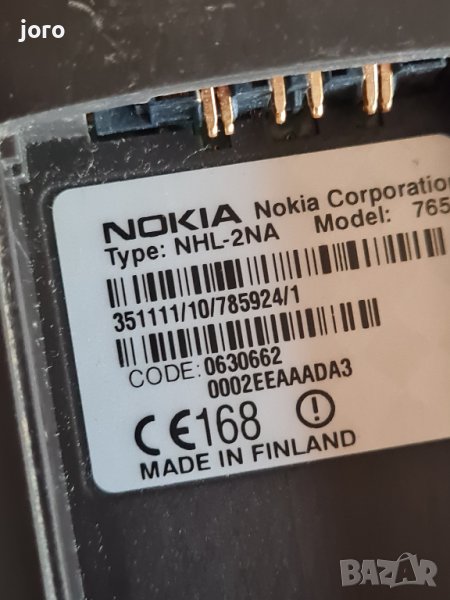 joro
NOKIA Nokia Corporation
Type: NHL-2NA Model: 765
351111/10/785924/1
CODE: 0630662
0002EEAAADA3
CE168
MADE IN FINLAND
BAZAR